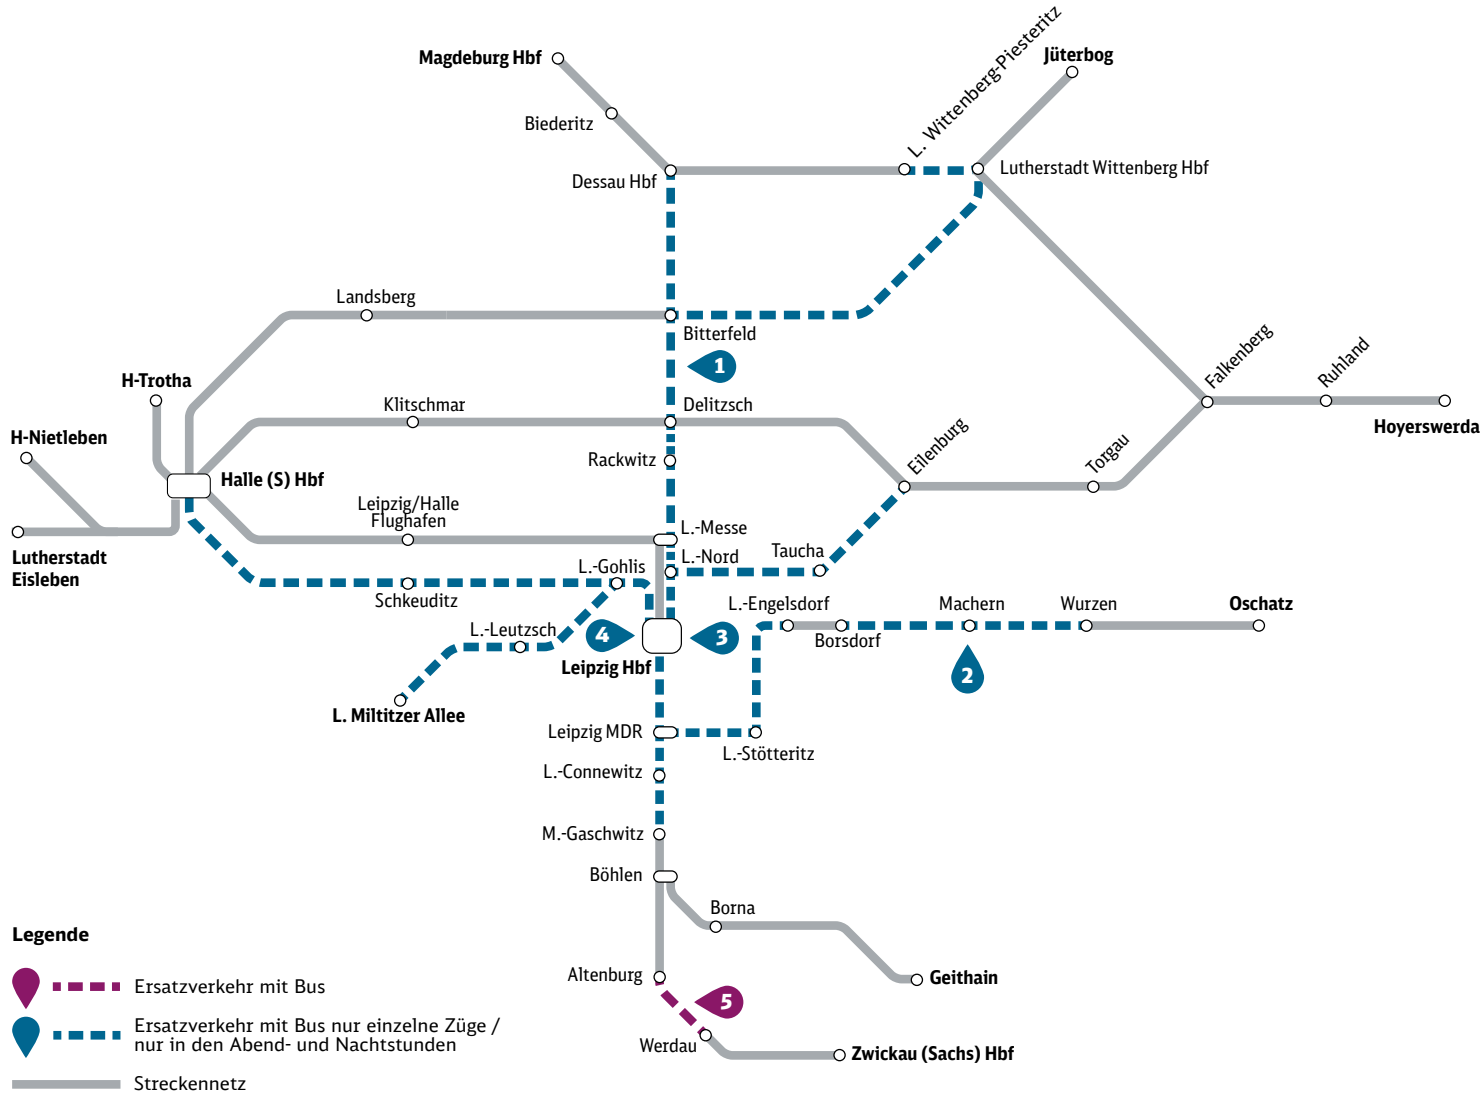 L. Wittenberg-Piesteritz
Magdeburg Hbf
Jüterbog
Biederitz
Dessau Hbf
Lutherstadt Wittenberg Hbf
Landsberg
Bitterfeld
1
H-Trotha
Klitschmar
Delitzsch
Falkenberg
Ruhland
Hoyerswerda
H-Nietleben
Rackwitz
Eilenburg
Torgau
Halle (S) Hbf
Leipzig/Halle
Flughafen
L.-Messe
L.-Nord
Taucha
Lutherstadt
Eisleben
L.-Gohlis
Schkeuditz
L.-Engelsdorf
Machern
Wurzen
Oschatz
L.-Leutzsch
4
3
Borsdorf
Leipzig Hbf
2
L. Miltitzer Allee
Leipzig MDR
L.-Stötteritz
L.-Connewitz
M.-Gaschwitz
Böhlen
Borna
Altenburg
Geithain
5
Werdau
Zwickau (Sachs) Hbf
Legende
Ersatzverkehr mit Bus
Ersatzverkehr mit Bus nur einzelne Züge /
nur in den Abend- und Nachtstunden
Streckennetz